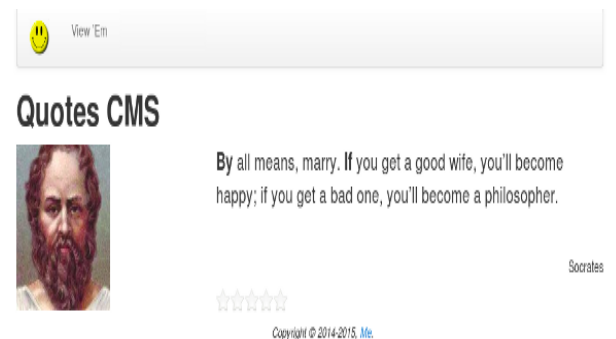 View 'Em
Quotes CMS
By all means, marry. If you get a good wife, you'll become
happy; if you get a bad one, you'll become a philosopher.
Socrates
Copyright © 2014-2015, Me.